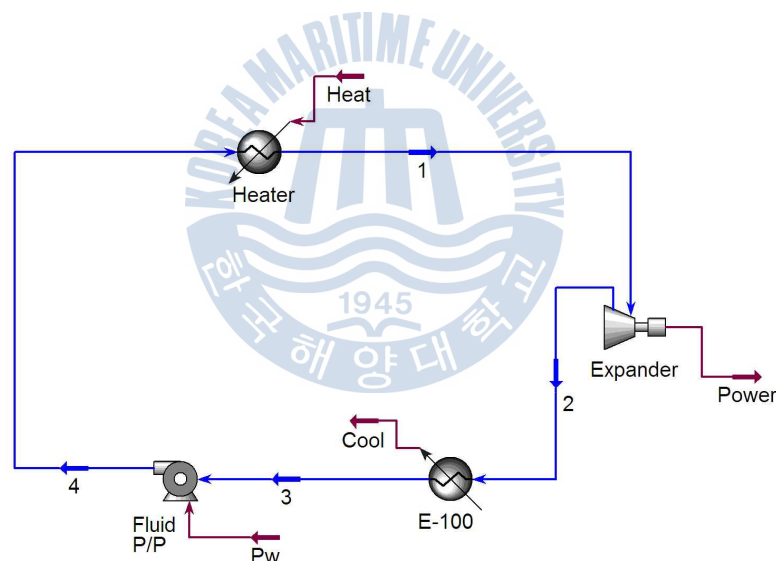 KOREA MARITIME UNIVERSITY
Heat
Heater
1
1945
한국해양대학교
Expander
Power
2
Cool
E-100
3
4
Fluid
P/P
Pw